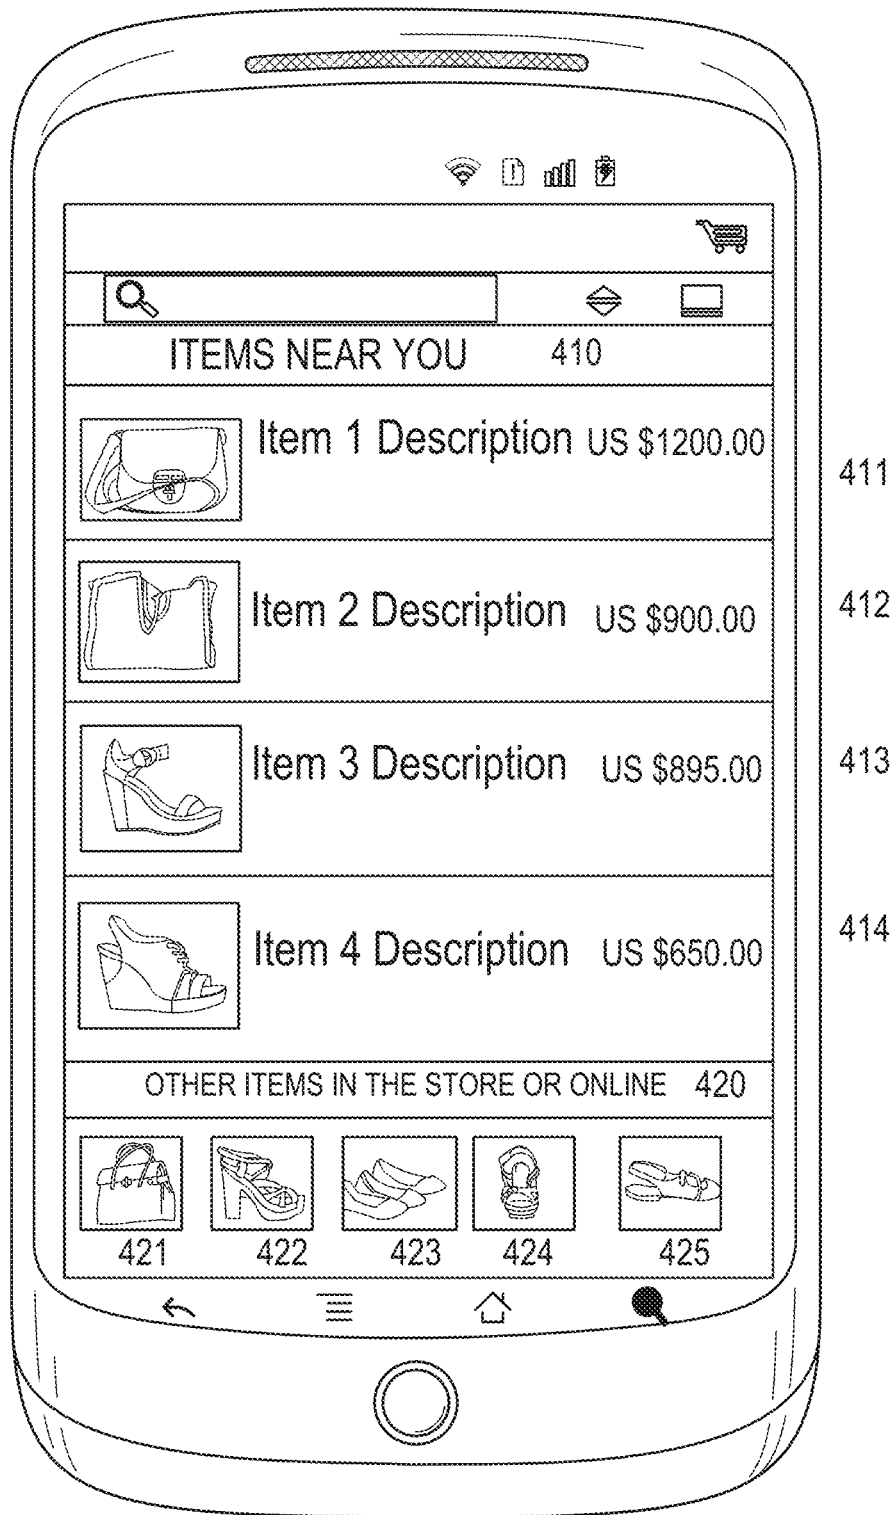 ITEMS NEAR YOU 410
Item 1 Description US $1200.00
411
Item 2 Description US $900.00
412
Item 3 Description US $895.00
413
Item 4 Description US $650.00
414
OTHER ITEMS IN THE STORE OR ONLINE 420
421 422 423 424 425